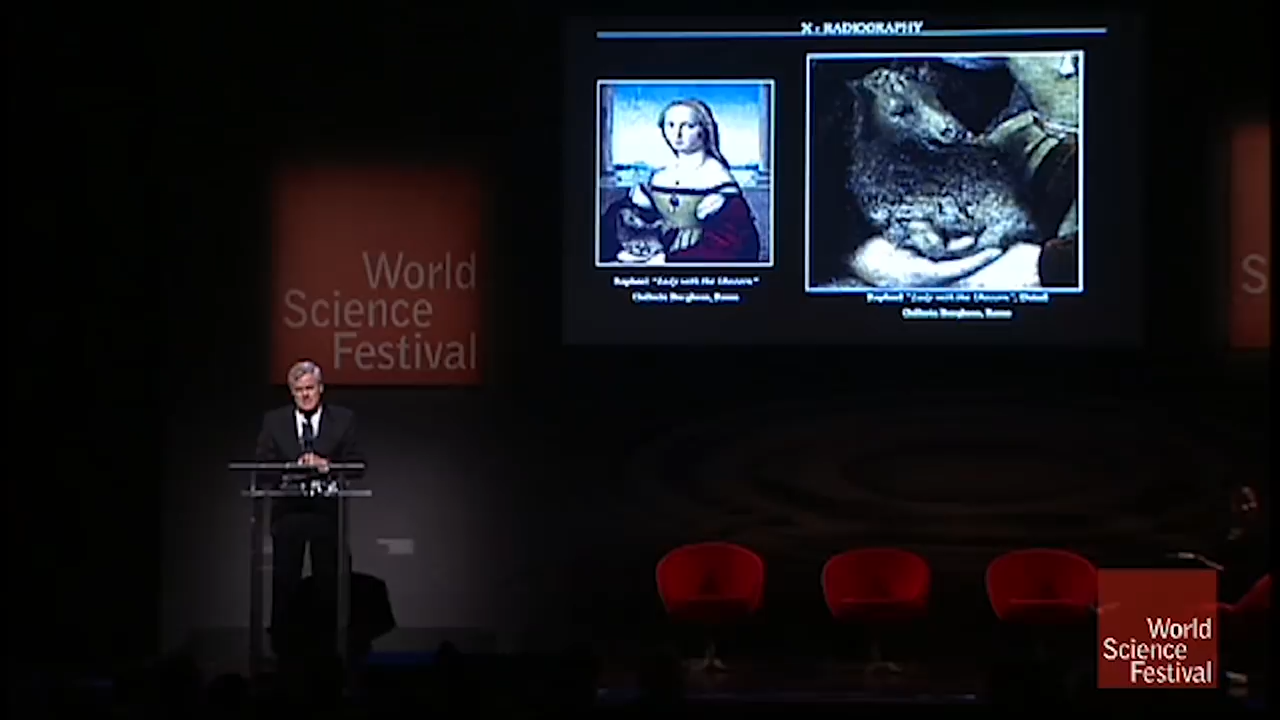 X - RADIOGRAPHY
Raphael "Lady with the Unicorn"
Galleria Borghese, Rome
Raphael "Lady with the Unicorn", Detail
Galleria Borghese, Rome
World
Science
Festival
S
World
Science
Festival